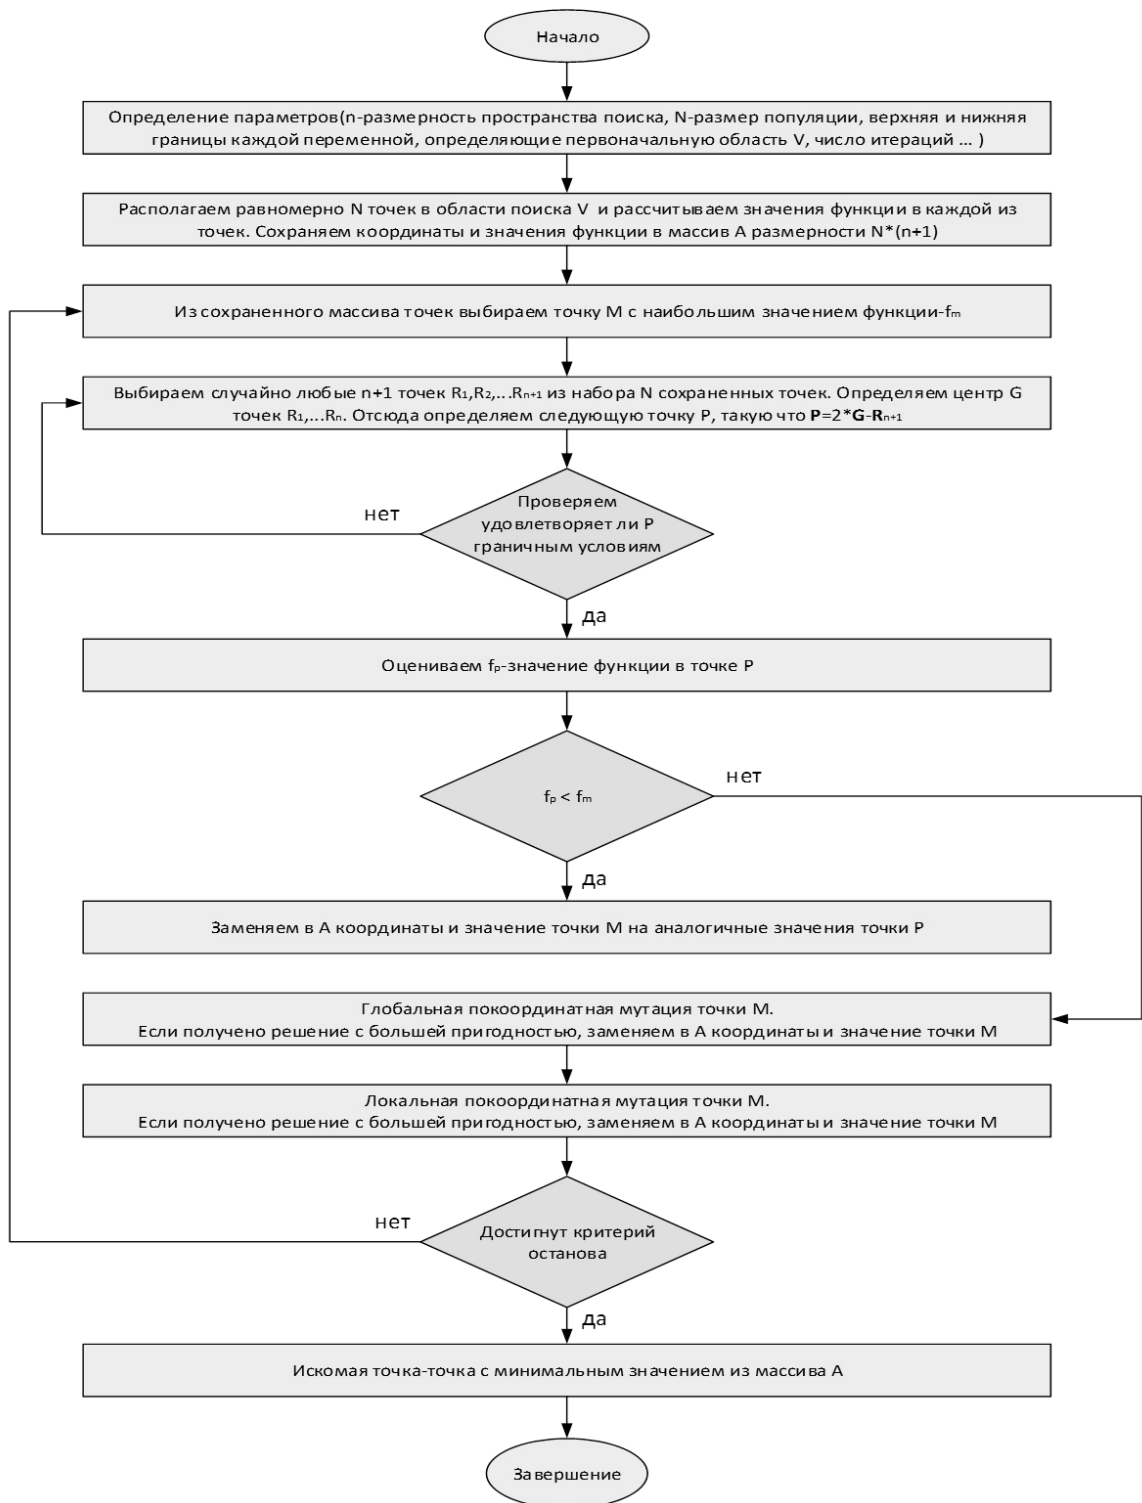 Начало
Определение параметров(n-размерность пространства поиска, N-размер популяции, верхняя и нижняя
границы каждой переменной, определяющие первоначальную область V, число итераций ... )
Располагаем равномерно N точек в области поиска V и рассчитываем значения функции в каждой из
точек. Сохраняем координаты и значения функции в массив A размерности N*(n+1)
Из сохраненного массива точек выбираем точку M с наибольшим значением функции-fₘ
Выбираем случайно любые n+1 точек R₁,R₂,...Rₙ₊₁ из набора N сохраненных точек. Определяем центр G
точек R₁,...Rₙ. Отсюда определяем следующую точку P, такую что P=2*G-Rₙ₊₁
Проверяем
удовлетворяет ли P
граничным условиям
нет
да
Оцениваем fₚ-значение функции в точке P
fₚ < fₘ
нет
да
Заменяем в A координаты и значение точки M на аналогичные значения точки P
Глобальная покоординатная мутация точки M.
Если получено решение с большей пригодностью, заменяем в A координаты и значение точки M
Локальная покоординатная мутация точки M.
Если получено решение с большей пригодностью, заменяем в A координаты и значение точки M
Достигнут критерий
останова
нет
да
Искомая точка-точка с минимальным значением из массива A
Завершение